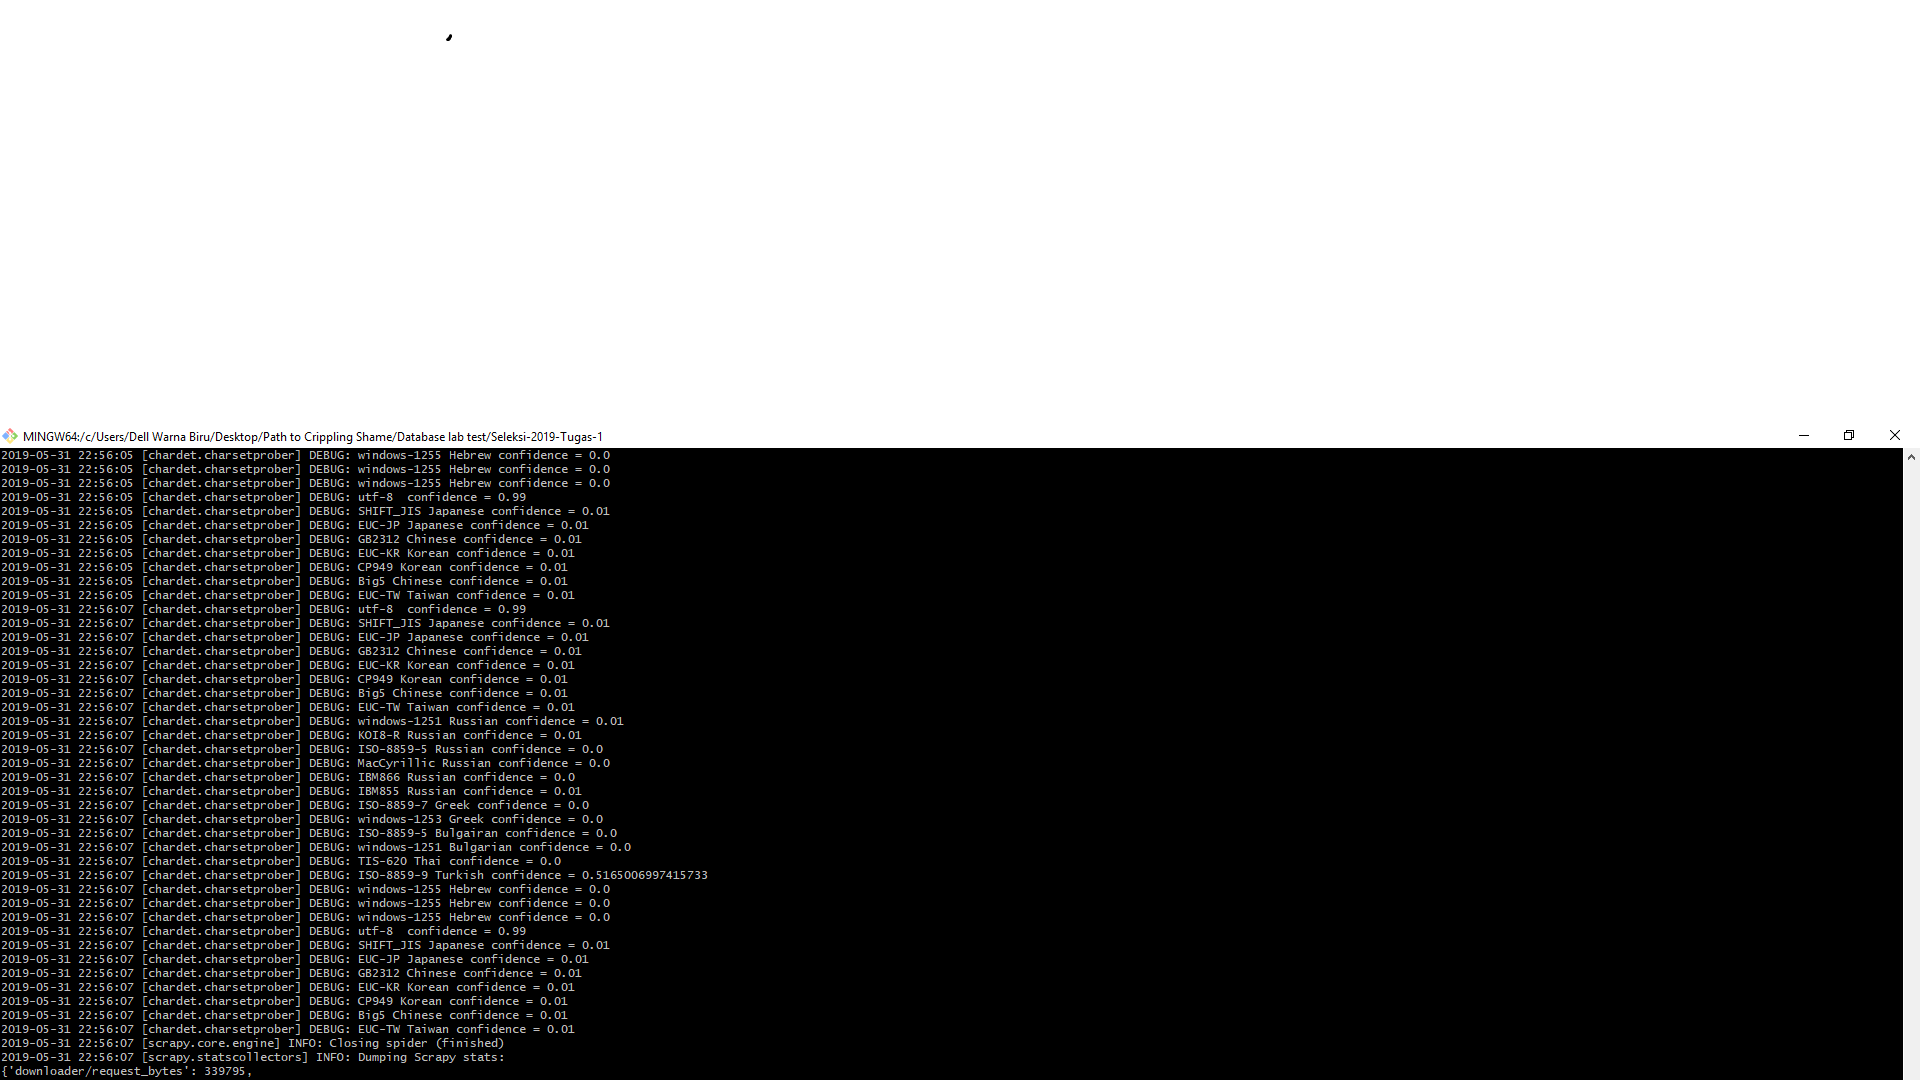 MINGW64:/c/Users/Dell Warna Biru/Desktop/Path to Crippling Shame/Database lab test/Seleksi-2019-Tugas-1
2019-05-31 22:56:05 [chardet.charsetprober] DEBUG: windows-1255 Hebrew confidence = 0.0
2019-05-31 22:56:05 [chardet.charsetprober] DEBUG: windows-1255 Hebrew confidence = 0.0
2019-05-31 22:56:05 [chardet.charsetprober] DEBUG: windows-1255 Hebrew confidence = 0.0
2019-05-31 22:56:05 [chardet.charsetprober] DEBUG: utf-8  confidence = 0.99
2019-05-31 22:56:05 [chardet.charsetprober] DEBUG: SHIFT_JIS Japanese confidence = 0.01
2019-05-31 22:56:05 [chardet.charsetprober] DEBUG: EUC-JP Japanese confidence = 0.01
2019-05-31 22:56:05 [chardet.charsetprober] DEBUG: GB2312 Chinese confidence = 0.01
2019-05-31 22:56:05 [chardet.charsetprober] DEBUG: EUC-KR Korean confidence = 0.01
2019-05-31 22:56:05 [chardet.charsetprober] DEBUG: CP949 Korean confidence = 0.01
2019-05-31 22:56:05 [chardet.charsetprober] DEBUG: Big5 Chinese confidence = 0.01
2019-05-31 22:56:05 [chardet.charsetprober] DEBUG: EUC-TW Taiwan confidence = 0.01
2019-05-31 22:56:07 [chardet.charsetprober] DEBUG: utf-8  confidence = 0.99
2019-05-31 22:56:07 [chardet.charsetprober] DEBUG: SHIFT_JIS Japanese confidence = 0.01
2019-05-31 22:56:07 [chardet.charsetprober] DEBUG: EUC-JP Japanese confidence = 0.01
2019-05-31 22:56:07 [chardet.charsetprober] DEBUG: GB2312 Chinese confidence = 0.01
2019-05-31 22:56:07 [chardet.charsetprober] DEBUG: EUC-KR Korean confidence = 0.01
2019-05-31 22:56:07 [chardet.charsetprober] DEBUG: CP949 Korean confidence = 0.01
2019-05-31 22:56:07 [chardet.charsetprober] DEBUG: Big5 Chinese confidence = 0.01
2019-05-31 22:56:07 [chardet.charsetprober] DEBUG: EUC-TW Taiwan confidence = 0.01
2019-05-31 22:56:07 [chardet.charsetprober] DEBUG: windows-1251 Russian confidence = 0.01
2019-05-31 22:56:07 [chardet.charsetprober] DEBUG: KOI8-R Russian confidence = 0.01
2019-05-31 22:56:07 [chardet.charsetprober] DEBUG: ISO-8859-5 Russian confidence = 0.0
2019-05-31 22:56:07 [chardet.charsetprober] DEBUG: MacCyrillic Russian confidence = 0.0
2019-05-31 22:56:07 [chardet.charsetprober] DEBUG: IBM866 Russian confidence = 0.0
2019-05-31 22:56:07 [chardet.charsetprober] DEBUG: IBM855 Russian confidence = 0.01
2019-05-31 22:56:07 [chardet.charsetprober] DEBUG: ISO-8859-7 Greek confidence = 0.0
2019-05-31 22:56:07 [chardet.charsetprober] DEBUG: windows-1253 Greek confidence = 0.0
2019-05-31 22:56:07 [chardet.charsetprober] DEBUG: ISO-8859-5 Bulgairan confidence = 0.0
2019-05-31 22:56:07 [chardet.charsetprober] DEBUG: windows-1251 Bulgarian confidence = 0.0
2019-05-31 22:56:07 [chardet.charsetprober] DEBUG: TIS-620 Thai confidence = 0.0
2019-05-31 22:56:07 [chardet.charsetprober] DEBUG: ISO-8859-9 Turkish confidence = 0.5165006997415733
2019-05-31 22:56:07 [chardet.charsetprober] DEBUG: windows-1255 Hebrew confidence = 0.0
2019-05-31 22:56:07 [chardet.charsetprober] DEBUG: windows-1255 Hebrew confidence = 0.0
2019-05-31 22:56:07 [chardet.charsetprober] DEBUG: windows-1255 Hebrew confidence = 0.0
2019-05-31 22:56:07 [chardet.charsetprober] DEBUG: utf-8  confidence = 0.99
2019-05-31 22:56:07 [chardet.charsetprober] DEBUG: SHIFT_JIS Japanese confidence = 0.01
2019-05-31 22:56:07 [chardet.charsetprober] DEBUG: EUC-JP Japanese confidence = 0.01
2019-05-31 22:56:07 [chardet.charsetprober] DEBUG: GB2312 Chinese confidence = 0.01
2019-05-31 22:56:07 [chardet.charsetprober] DEBUG: EUC-KR Korean confidence = 0.01
2019-05-31 22:56:07 [chardet.charsetprober] DEBUG: CP949 Korean confidence = 0.01
2019-05-31 22:56:07 [chardet.charsetprober] DEBUG: Big5 Chinese confidence = 0.01
2019-05-31 22:56:07 [chardet.charsetprober] DEBUG: EUC-TW Taiwan confidence = 0.01
2019-05-31 22:56:07 [scrapy.core.engine] INFO: Closing spider (finished)
2019-05-31 22:56:07 [scrapy.statscollectors] INFO: Dumping Scrapy stats:
{'downloader/request_bytes': 339795,